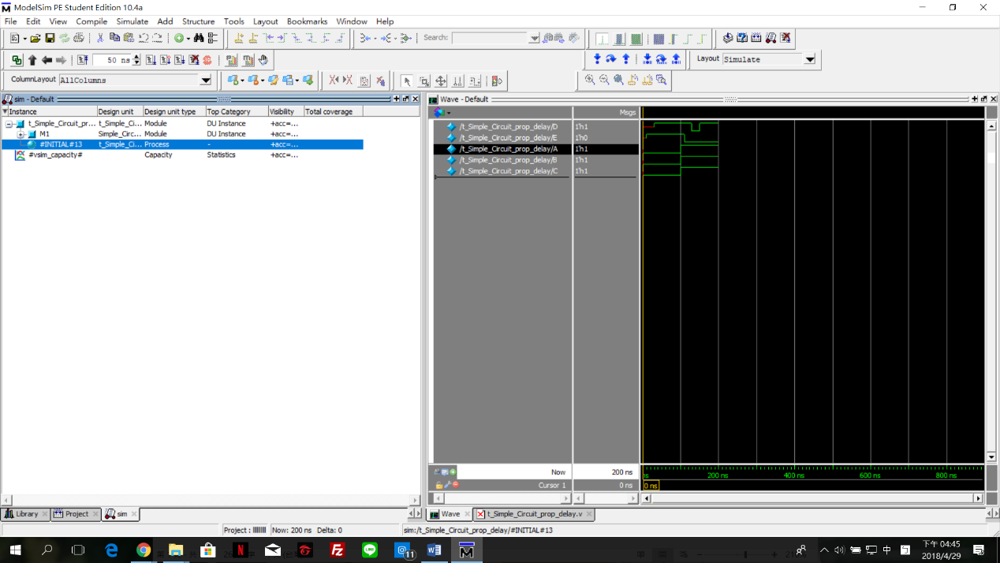 ModelSim PE Student Edition 10.4a
File Edit View Compile Simulate Add Structure Tools Layout Bookmarks Window Help
Search:
50 ns
Layout Simulate
ColumnLayout AllColumns
sim - Default
Instance Design unit Design unit type Top Category Visibility Total coverage
t_Simple_Circuit_pr... t_Simple_Ci... Module DU Instance +acc=...
M1 Simple_Circ... Module DU Instance +acc=...
#INITIAL#13 t_Simple_Ci... Process - +acc=...
#vsim_capacity# Capacity Statistics +acc=...
Wave - Default
Msgs
/t_Simple_Circuit_prop_delay/D 1'h1
/t_Simple_Circuit_prop_delay/E 1'h0
/t_Simple_Circuit_prop_delay/A 1'h1
/t_Simple_Circuit_prop_delay/B 1'h1
/t_Simple_Circuit_prop_delay/C 1'h1
Now 200 ns
ns 200 ns 400 ns 600 ns 800 ns
Cursor 1 0 ns
0 ns
Library Project sim
Wave t_Simple_Circuit_prop_delay.v
Project : Now: 200 ns Delta: 0 sim:/t_Simple_Circuit_prop_delay/#INITIAL#13
11
中
下午 04:45
2018/4/29